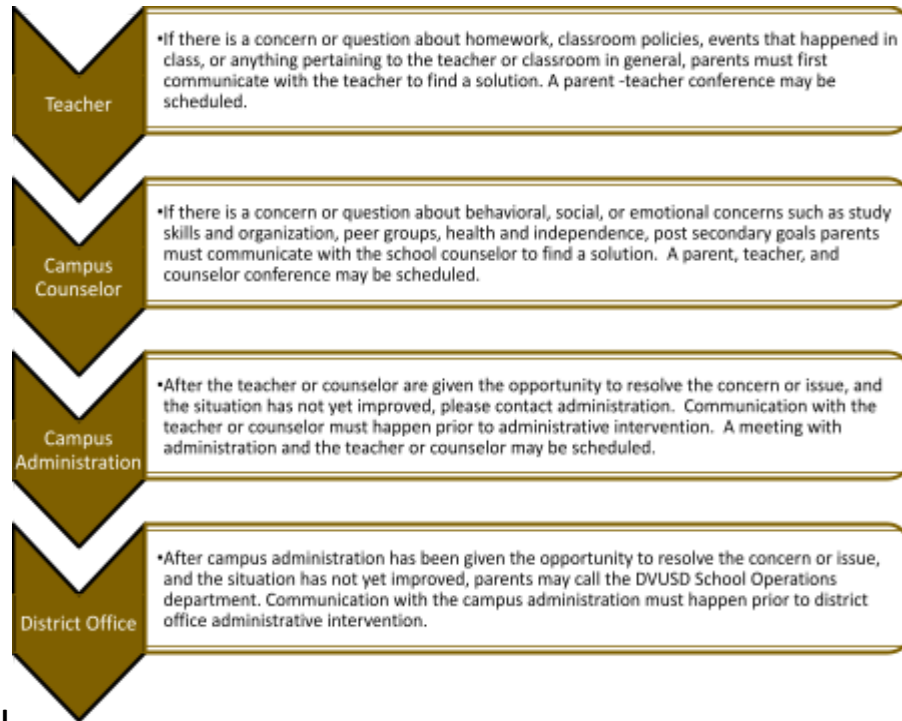 Teacher
•If there is a concern or question about homework, classroom policies, events that happened in
class, or anything pertaining to the teacher or classroom in general, parents must first
communicate with the teacher to find a solution. A parent -teacher conference may be
scheduled.
Campus
Counselor
•If there is a concern or question about behavioral, social, or emotional concerns such as study
skills and organization, peer groups, health and independence, post secondary goals parents
must communicate with the school counselor to find a solution.  A parent, teacher, and
counselor conference may be scheduled.
Campus
Administration
•After the teacher or counselor are given the opportunity to resolve the concern or issue, and
the situation has not yet improved, please contact administration.  Communication with the
teacher or counselor must happen prior to administrative intervention.  A meeting with
administration and the teacher or counselor may be scheduled.
District Office
•After campus administration has been given the opportunity to resolve the concern or issue,
and the situation has not yet improved, parents may call the DVUSD School Operations
department. Communication with the campus administration must happen prior to district
office administrative intervention.